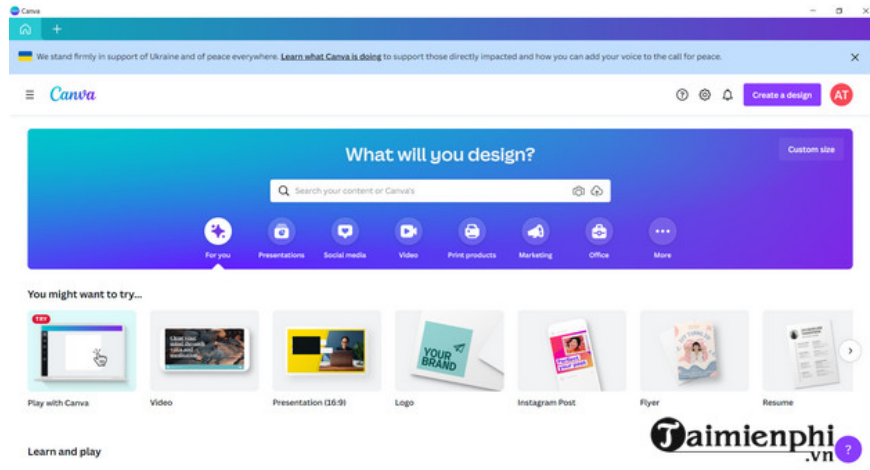 Canva
We stand firmly in support of Ukraine and of peace everywhere. Learn what Canva is doing to support those directly impacted and how you can add your voice to the call for peace.
Canva
Create a design
AT
What will you design?
Custom size
Search your content or Canva's
For you
Presentations
Social media
Video
Print products
Marketing
Office
More
You might want to try...
TRY
YOUR
BRAND
Perfect
your post
Play with Canva
Video
Presentation (16:9)
Logo
Instagram Post
Flyer
Resume
Learn and play
Taimienphi
.vn
?